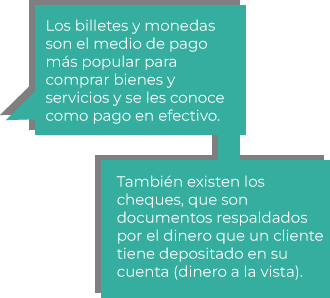 Los billetes y monedas
son el medio de pago
más popular para
comprar bienes y
servicios y se les conoce
como pago en efectivo.
También existen los
cheques, que son
documentos respaldados
por el dinero que un cliente
tiene depositado en su
cuenta (dinero a la vista).